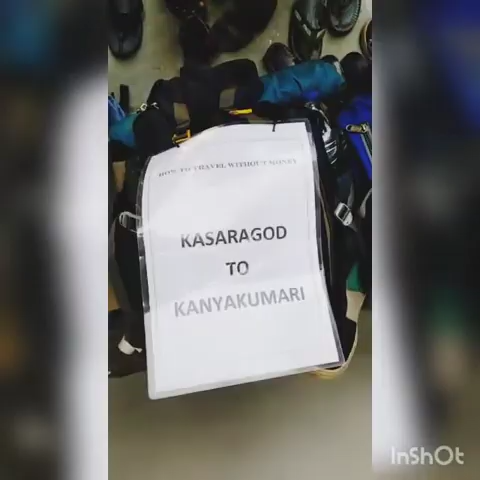 HOW TO TRAVEL WITHOUT MONEY
KASARAGOD
TO
KANYAKUMARI
InShOt